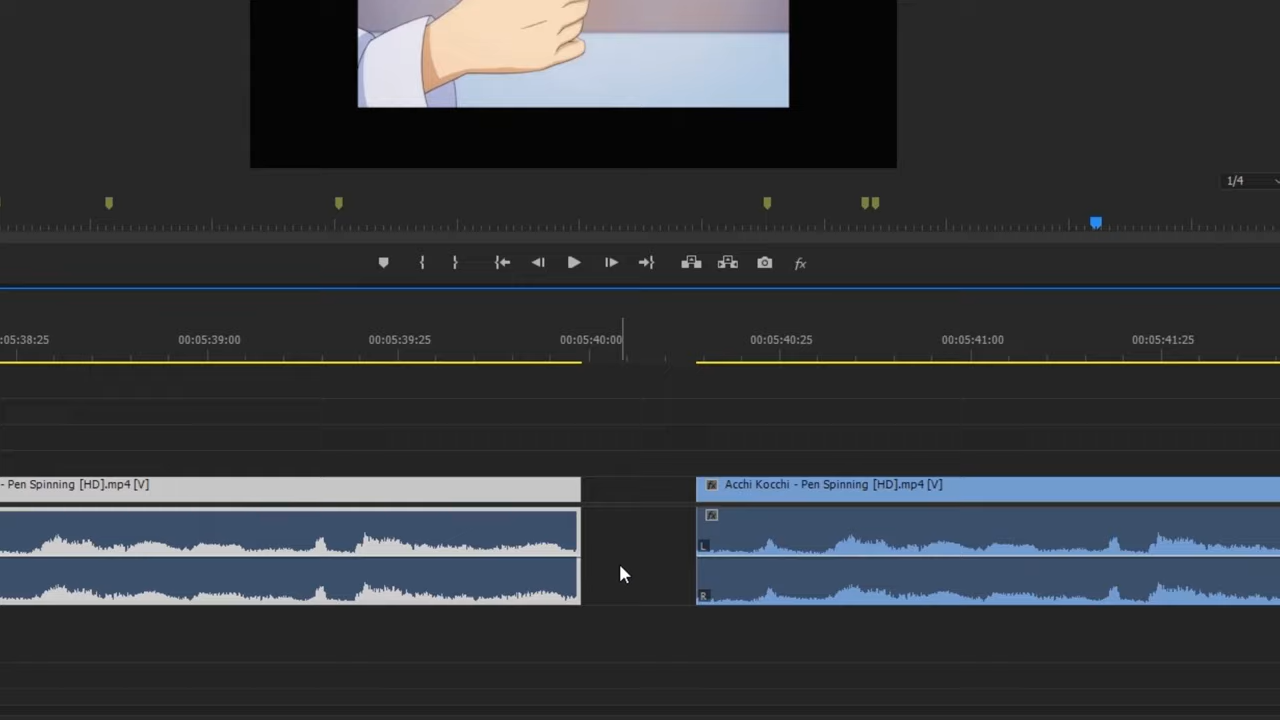 1/4
:05:38:25 00:05:39:00 00:05:39:25 00:05:40:00 00:05:40:25 00:05:41:00 00:05:41:25
- Pen Spinning [HD].mp4 [V] fx Acchi Kocchi - Pen Spinning [HD].mp4 [V]
fx
L
R